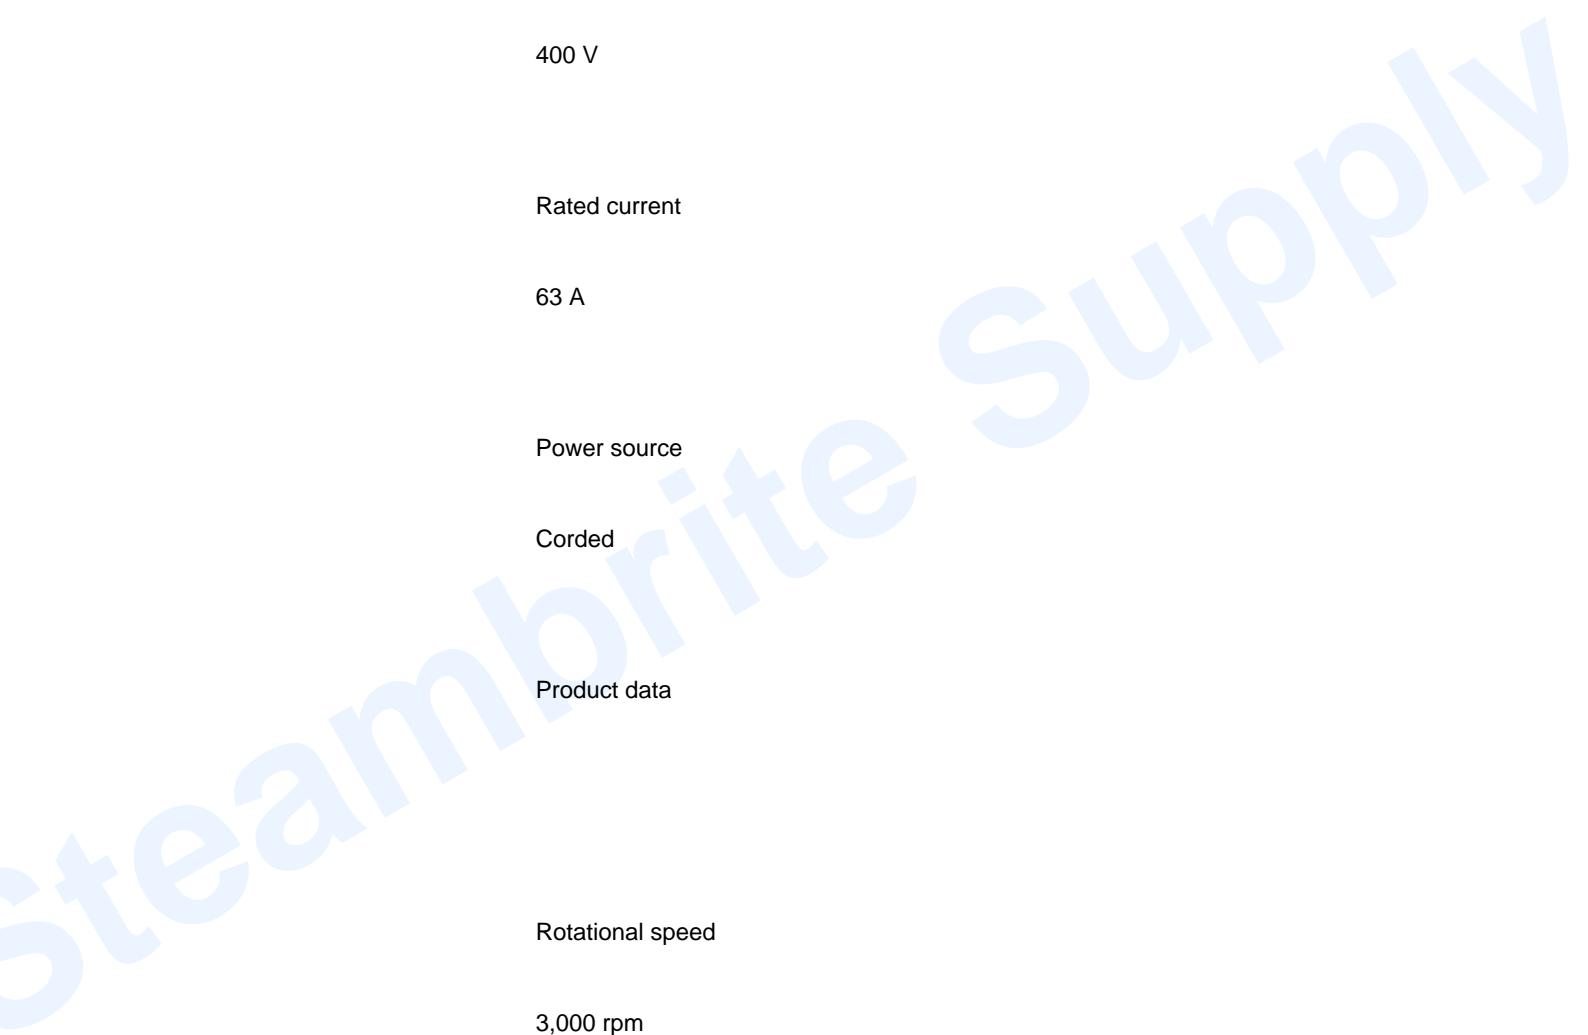 400 V
Rated current
63 A
Power source
Corded
Product data
Rotational speed
3,000 rpm
Steambrite Supply